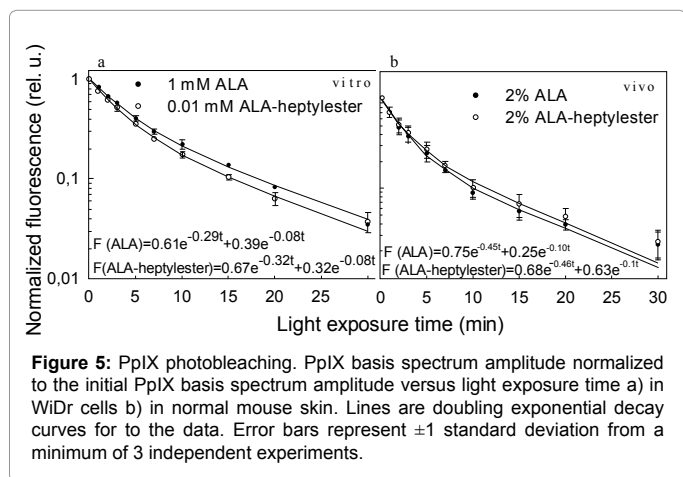 a
1 mM ALA
0.01 mM ALA-heptylester
vitro
b
2% ALA
2% ALA-heptylester
vivo
Normalized fluorescence (rel. u.)
1
0,1
0,01
F (ALA)=0.61e^-0.29t+0.39e^-0.08t
F(ALA-heptylester)=0.67e^-0.32t+0.32e^-0.08t
F (ALA)=0.75e^-0.45t+0.25e^-0.10t
F (ALA-heptylester)=0.68e^-0.46t+0.63e^-0.1t
0 5 10 15 20 25 0 5 10 15 20 25 30
Light exposure time (min)
Figure 5: PpIX photobleaching. PpIX basis spectrum amplitude normalized
to the initial PpIX basis spectrum amplitude versus light exposure time a) in
WiDr cells b) in normal mouse skin. Lines are doubling exponential decay
curves for to the data. Error bars represent ±1 standard deviation from a
minimum of 3 independent experiments.